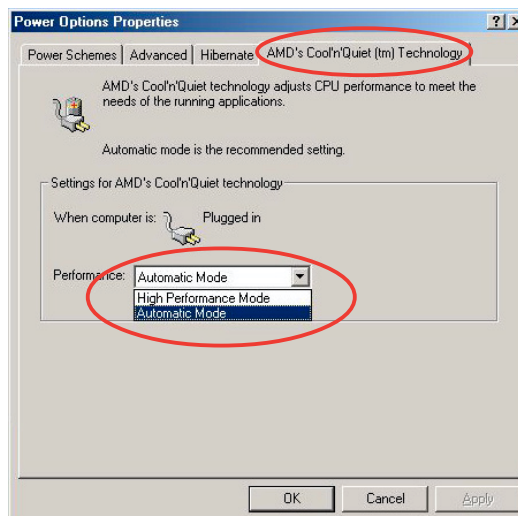 Power Options Properties
Power Schemes Advanced Hibernate AMD's Cool'n'Quiet (tm) Technology
AMD's Cool'n'Quiet technology adjusts CPU performance to meet the
needs of the running applications.
Automatic mode is the recommended setting.
Settings for AMD's Cool'n'Quiet technology
When computer is: Plugged in
Performance: Automatic Mode
High Performance Mode
Automatic Mode
OK Cancel Apply